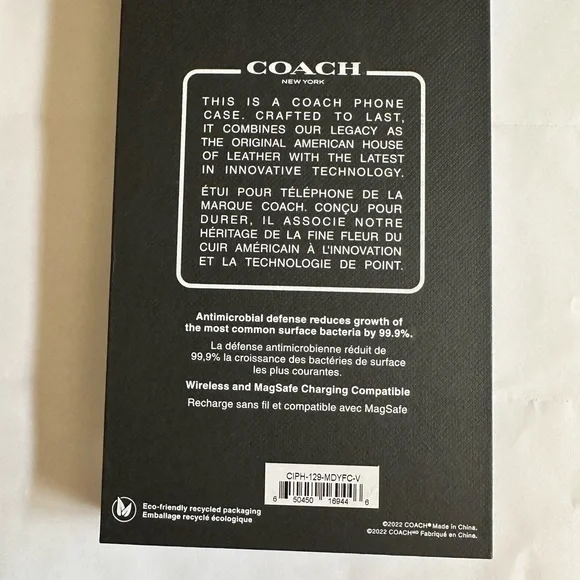 COACH
NEW YORK
THIS IS A COACH PHONE
CASE. CRAFTED TO LAST,
IT COMBINES OUR LEGACY AS
THE ORIGINAL AMERICAN HOUSE
OF LEATHER WITH THE LATEST
IN INNOVATIVE TECHNOLOGY.
ÉTUI POUR TÉLÉPHONE DE LA
MARQUE COACH. CONÇU POUR
DURER, IL ASSOCIE NOTRE
HÉRITAGE DE LA FINE FLEUR DU
CUIR AMÉRICAIN À L'INNOVATION
ET LA TECHNOLOGIE DE POINT.
Antimicrobial defense reduces growth of
the most common surface bacteria by 99.9%.
La défense antimicrobienne réduit de
99,9% la croissance des bactéries de surface
les plus courantes.
Wireless and MagSafe Charging Compatible
Recharge sans fil et compatible avec MagSafe
CIPH-129-MDYFC-V
6 50450 16944 6
Eco-friendly recycled packaging
Emballage recyclé écologique
©2022 COACH® Made in China.
©2022 COACHᴹᴰ Fabriqué en China.